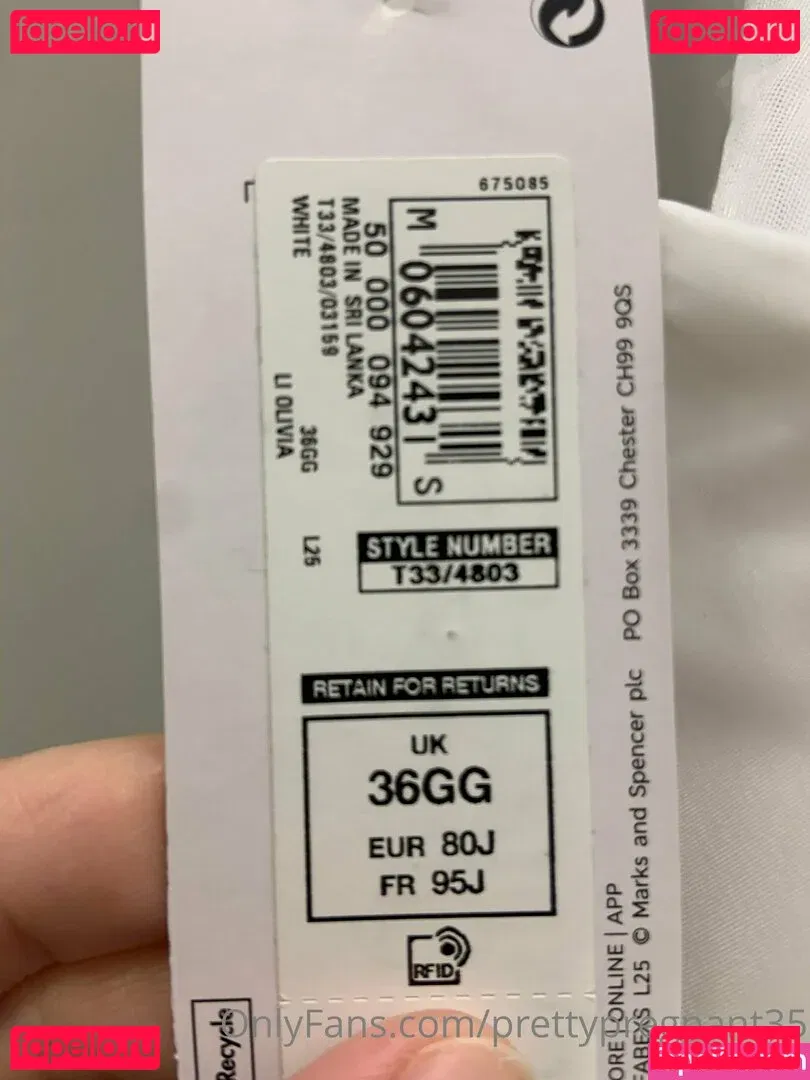 fapello.ru
fapello.ru
675085
M 06042431 S
50 000 094 929
MADE IN SRI LANKA
T33/4803/03159
WHITE 36GG L25
LI OLIVIA
STYLE NUMBER
T33/4803
RETAIN FOR RETURNS
UK
36GG
EUR 80J
FR 95J
RFID
Recycle
ONLINE | APP
L25 © Marks and Spencer plc PO Box 3339 Chester CH99 9QS
OnlyFans.com/prettypregnant35
fapello.ru
fapello.ru